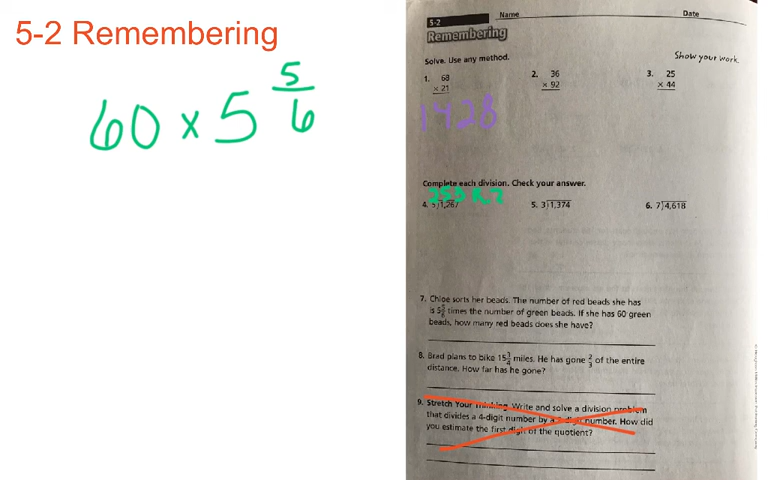 5-2 Remembering
60 × 5 5/6
5-2 Name Date
Remembering
Solve. Use any method. Show your work.
1. 68 × 21
2. 36 × 92
3. 25 × 44
1428
Complete each division. Check your answer.
253 R 2
4. 5)1,267
5. 3)1,374
6. 7)4,618
7. Chloe sorts her beads. The number of red beads she has
is 5 5/6 times the number of green beads. If she has 60 green
beads, how many red beads does she have?
8. Brad plans to bike 15 3/4 miles. He has gone 2/3 of the entire
distance. How far has he gone?
9. Stretch Your Thinking Write and solve a division problem
that divides a 4-digit number by a digit number. How did
you estimate the first digit of the quotient?